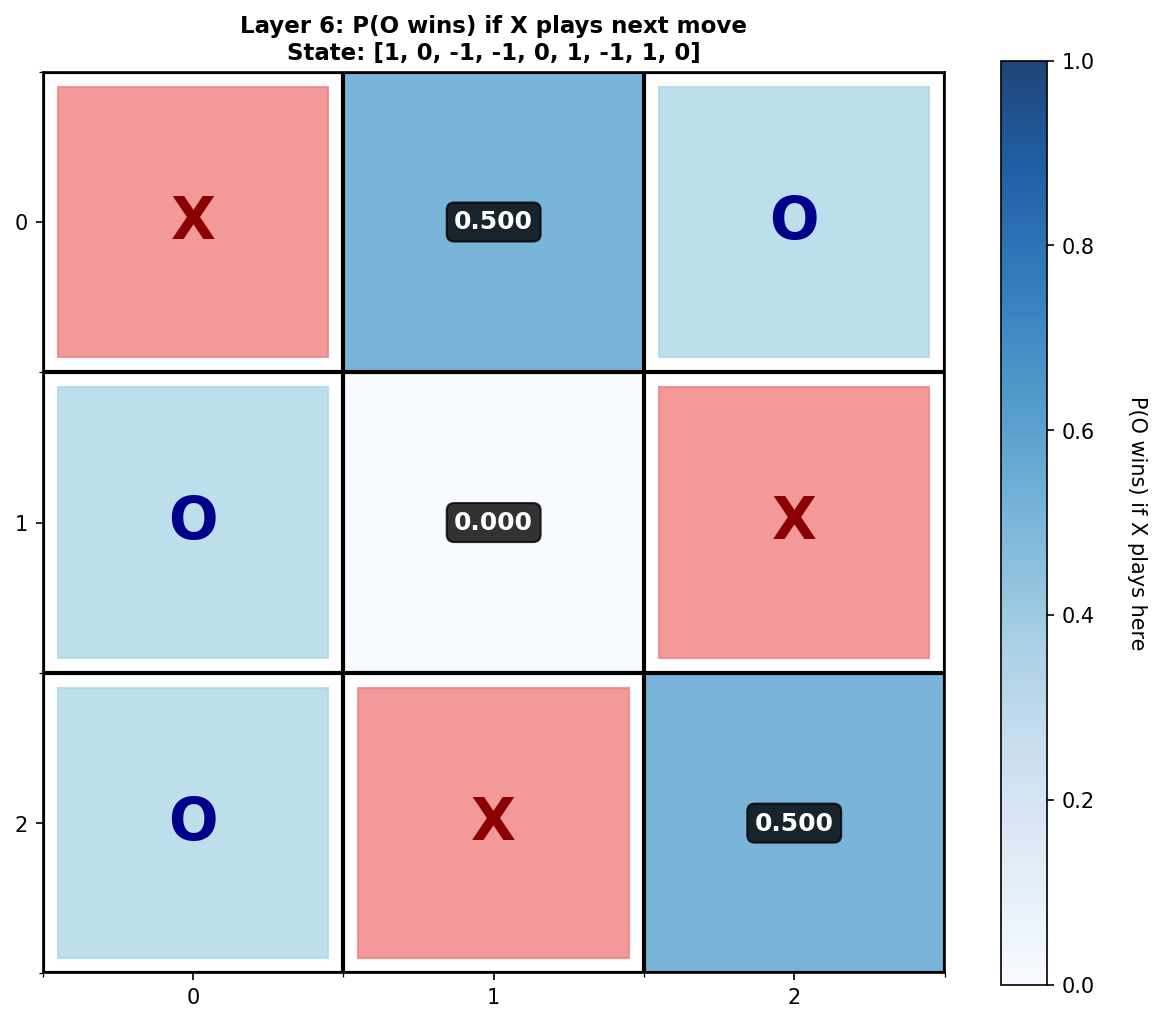 Layer 6: P(O wins) if X plays next move
State: [1, 0, -1, -1, 0, 1, -1, 1, 0]
0
X
0.500
O
1
O
0.000
X
2
O
X
0.500
0
1
2
1.0
0.8
0.6
0.4
0.2
0.0
P(O wins) if X plays here